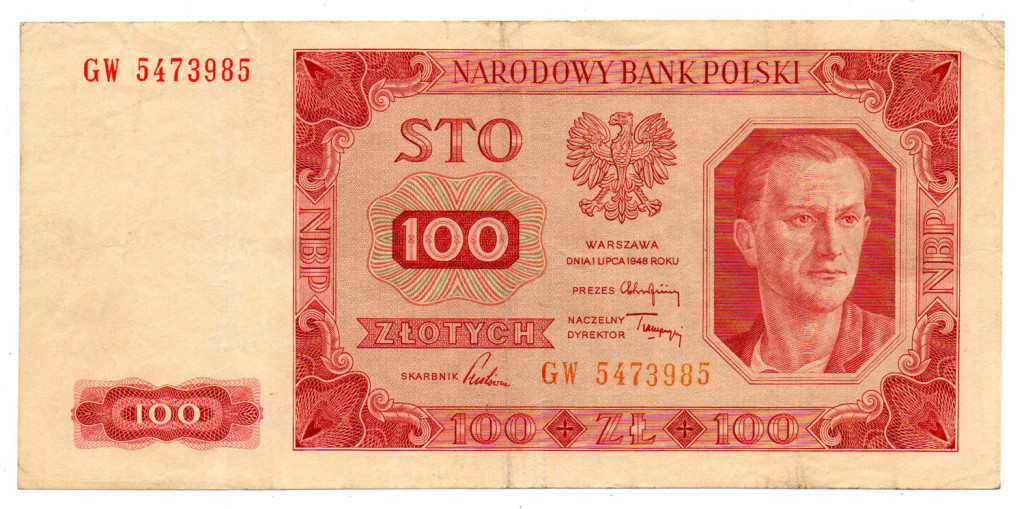 GW 5473985
NARODOWY BANK POLSKI
STO
100
WARSZAWA
DNIA 1 LIPCA 1948 ROKU
PREZES
NACZELNY
DYREKTOR
ZŁOTYCH
SKARBNIK
GW 5473985
NBP
NBP
100
100 ZŁ 100